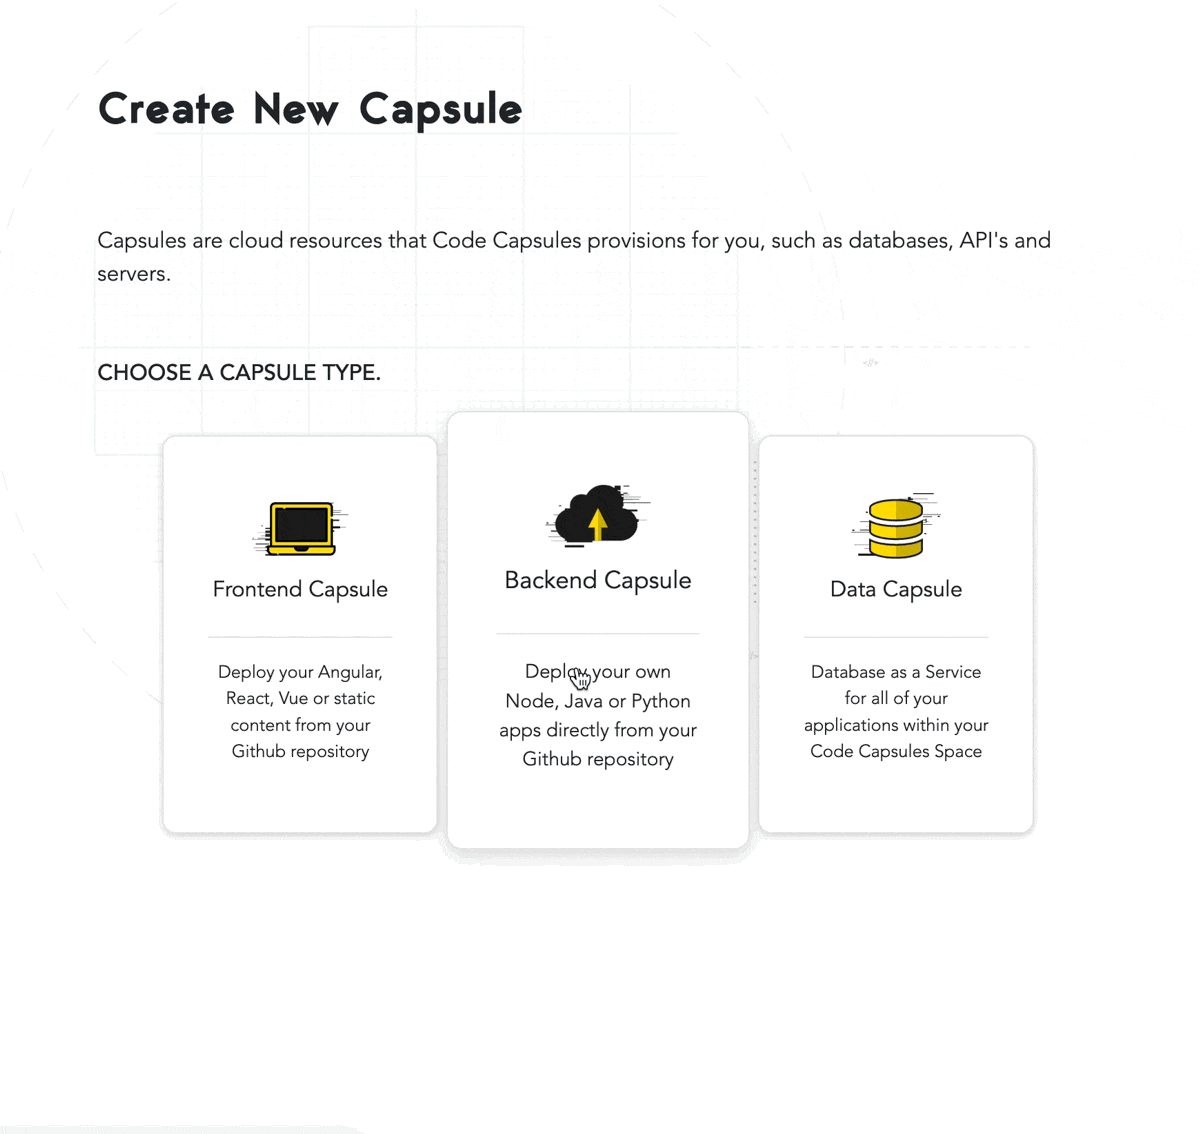 Create New Capsule
Capsules are cloud resources that Code Capsules provisions for you, such as databases, API's and
servers.
CHOOSE A CAPSULE TYPE.
Frontend Capsule
Deploy your Angular,
React, Vue or static
content from your
Github repository
Backend Capsule
Deploy your own
Node, Java or Python
apps directly from your
Github repository
Data Capsule
Database as a Service
for all of your
applications within your
Code Capsules Space